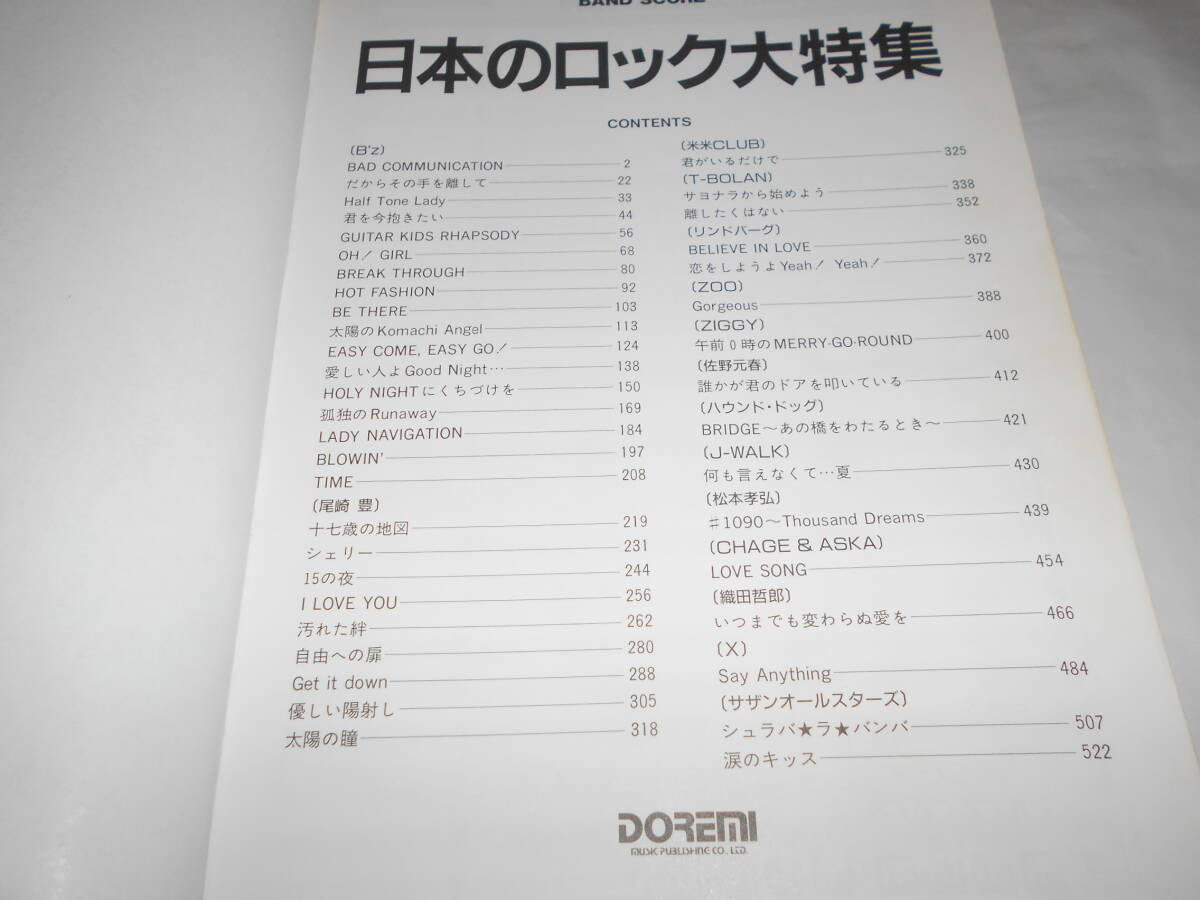 BAND SCORE
日本のロック大特集
CONTENTS
〔B'z〕
BAD COMMUNICATION 2
だからその手を離して 22
Half Tone Lady 33
君を今抱きたい 44
GUITAR KIDS RHAPSODY 56
OH! GIRL 68
BREAK THROUGH 80
HOT FASHION 92
BE THERE 103
太陽のKomachi Angel 113
EASY COME, EASY GO! 124
愛しい人よGood Night… 138
HOLY NIGHTにくちづけを 150
孤独のRunaway 169
LADY NAVIGATION 184
BLOWIN' 197
TIME 208
〔尾崎 豊〕
十七歳の地図 219
シェリー 231
15の夜 244
I LOVE YOU 256
汚れた絆 262
自由への扉 280
Get it down 288
優しい陽射し 305
太陽の瞳 318
〔米米CLUB〕
君がいるだけで 325
〔T-BOLAN〕
サヨナラから始めよう 338
離したくはない 352
〔リンドバーグ〕
BELIEVE IN LOVE 360
恋をしようよYeah! Yeah! 372
〔ZOO〕
Gorgeous 388
〔ZIGGY〕
午前0時のMERRY-GO-ROUND 400
〔佐野元春〕
誰かが君のドアを叩いている 412
〔ハウンド・ドッグ〕
BRIDGE〜あの橋をわたるとき〜 421
〔J-WALK〕
何も言えなくて…夏 430
〔松本孝弘〕
♯1090〜Thousand Dreams 439
〔CHAGE & ASKA〕
LOVE SONG 454
〔織田哲郎〕
いつまでも変わらぬ愛を 466
〔X〕
Say Anything 484
〔サザンオールスターズ〕
シュラバ★ラ★バンバ 507
涙のキッス 522
DOREMI
MUSIC PUBLISHING CO., LTD.